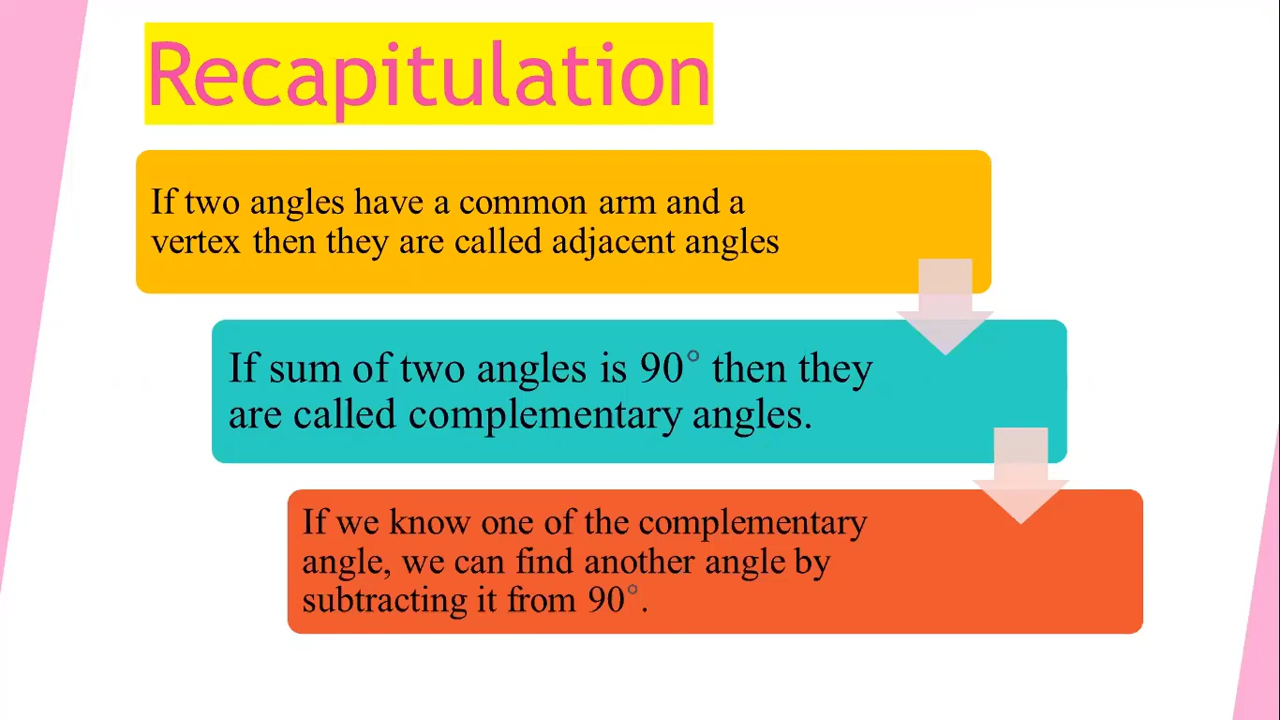 Recapitulation
If two angles have a common arm and a
vertex then they are called adjacent angles
If sum of two angles is 90° then they
are called complementary angles.
If we know one of the complementary
angle, we can find another angle by
subtracting it from 90°.